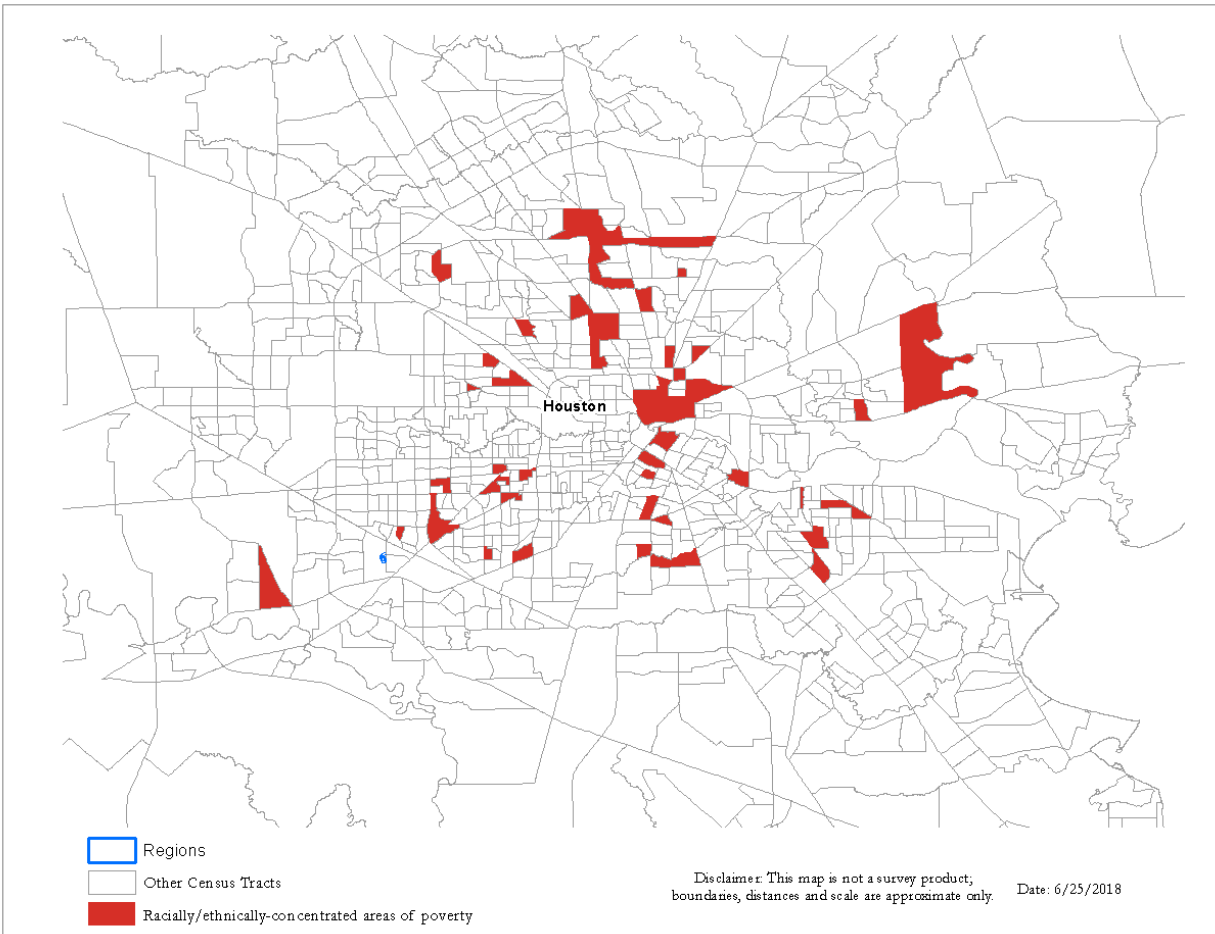 Houston
Regions
Other Census Tracts
Racially/ethnically-concentrated areas of poverty
Disclaimer: This map is not a survey product;
boundaries, distances and scale are approximate only.
Date: 6/25/2018